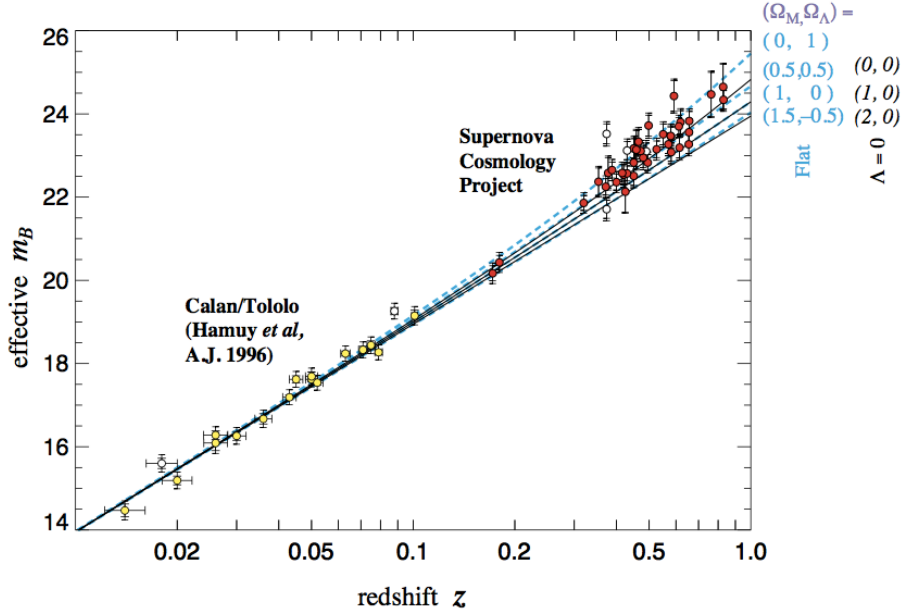 (ΩM,ΩΛ) =
( 0, 1 )
(0.5,0.5) (0, 0)
( 1, 0 ) (1, 0)
(1.5,–0.5) (2, 0)
Flat
Λ = 0
26
24
22
20
18
16
14
effective mB
Supernova
Cosmology
Project
Calan/Tololo
(Hamuy et al,
A.J. 1996)
0.02 0.05 0.1 0.2 0.5 1.0
redshift z